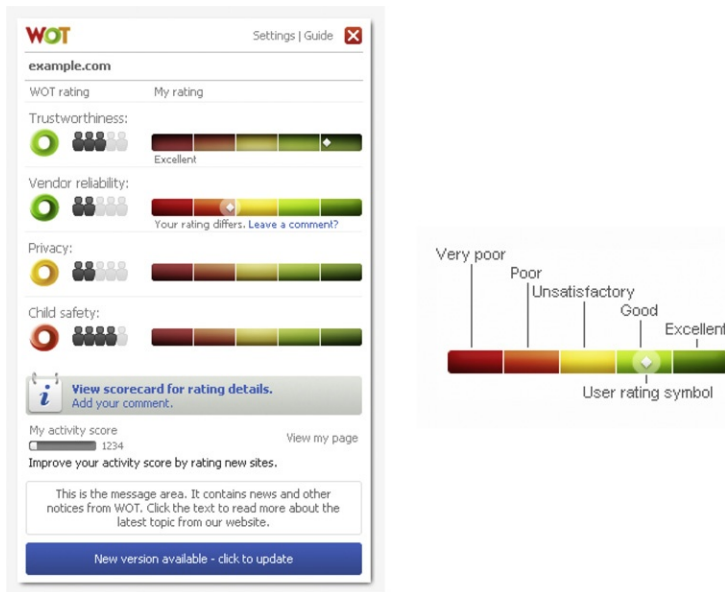 WOT
Settings | Guide
example.com
WOT rating My rating
Trustworthiness:
Excellent
Vendor reliability:
Your rating differs. Leave a comment?
Privacy:
Child safety:
i
View scorecard for rating details.
Add your comment.
My activity score
1234
View my page
Improve your activity score by rating new sites.
This is the message area. It contains news and other
notices from WOT. Click the text to read more about the
latest topic from our website.
New version available - click to update
Very poor
Poor
Unsatisfactory
Good
Excellent
User rating symbol